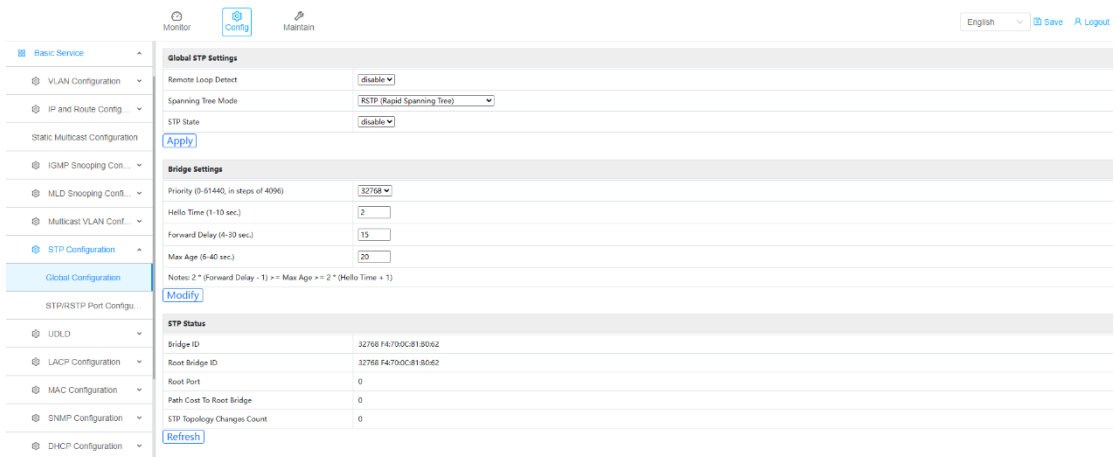 Monitor
Config
Maintain
English
Save
Logout
Basic Service
VLAN Configuration
IP and Route Config...
Static Multicast Configuration
IGMP Snooping Con...
MLD Snooping Confi...
Multicast VLAN Conf...
STP Configuration
Global Configuration
STP/RSTP Port Configu...
UDLD
LACP Configuration
MAC Configuration
SNMP Configuration
DHCP Configuration
Global STP Settings
Remote Loop Detect disable
Spanning Tree Mode RSTP (Rapid Spanning Tree)
STP State disable
Apply
Bridge Settings
Priority (0-61440, in steps of 4096) 32768
Hello Time (1-10 sec.) 2
Forward Delay (4-30 sec.) 15
Max Age (6-40 sec.) 20
Notes: 2 * (Forward Delay - 1) >= Max Age >= 2 * (Hello Time + 1)
Modify
STP Status
Bridge ID 32768 F4:70:0C:81:B0:62
Root Bridge ID 32768 F4:70:0C:81:B0:62
Root Port 0
Path Cost To Root Bridge 0
STP Topology Changes Count 0
Refresh